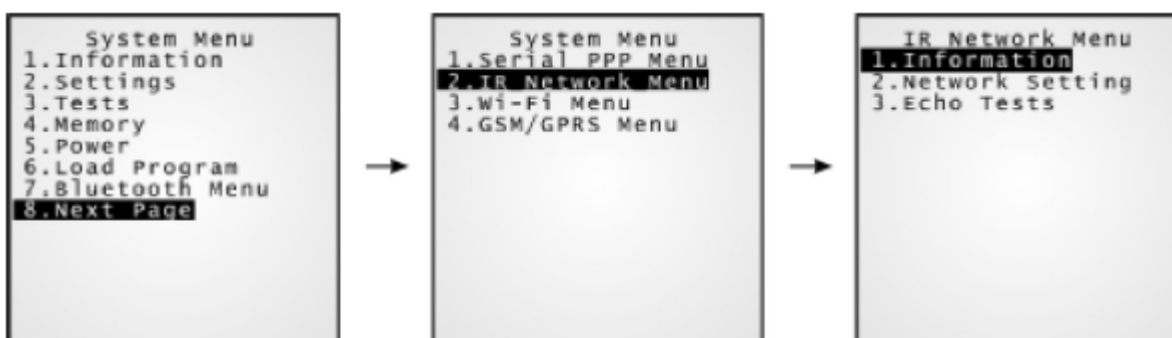 System Menu
1.Information
2.Settings
3.Tests
4.Memory
5.Power
6.Load Program
7.Bluetooth Menu
8.Next Page
System Menu
1.Serial PPP Menu
2.IR Network Menu
3.Wi-Fi Menu
4.GSM/GPRS Menu
IR Network Menu
1.Information
2.Network Setting
3.Echo Tests